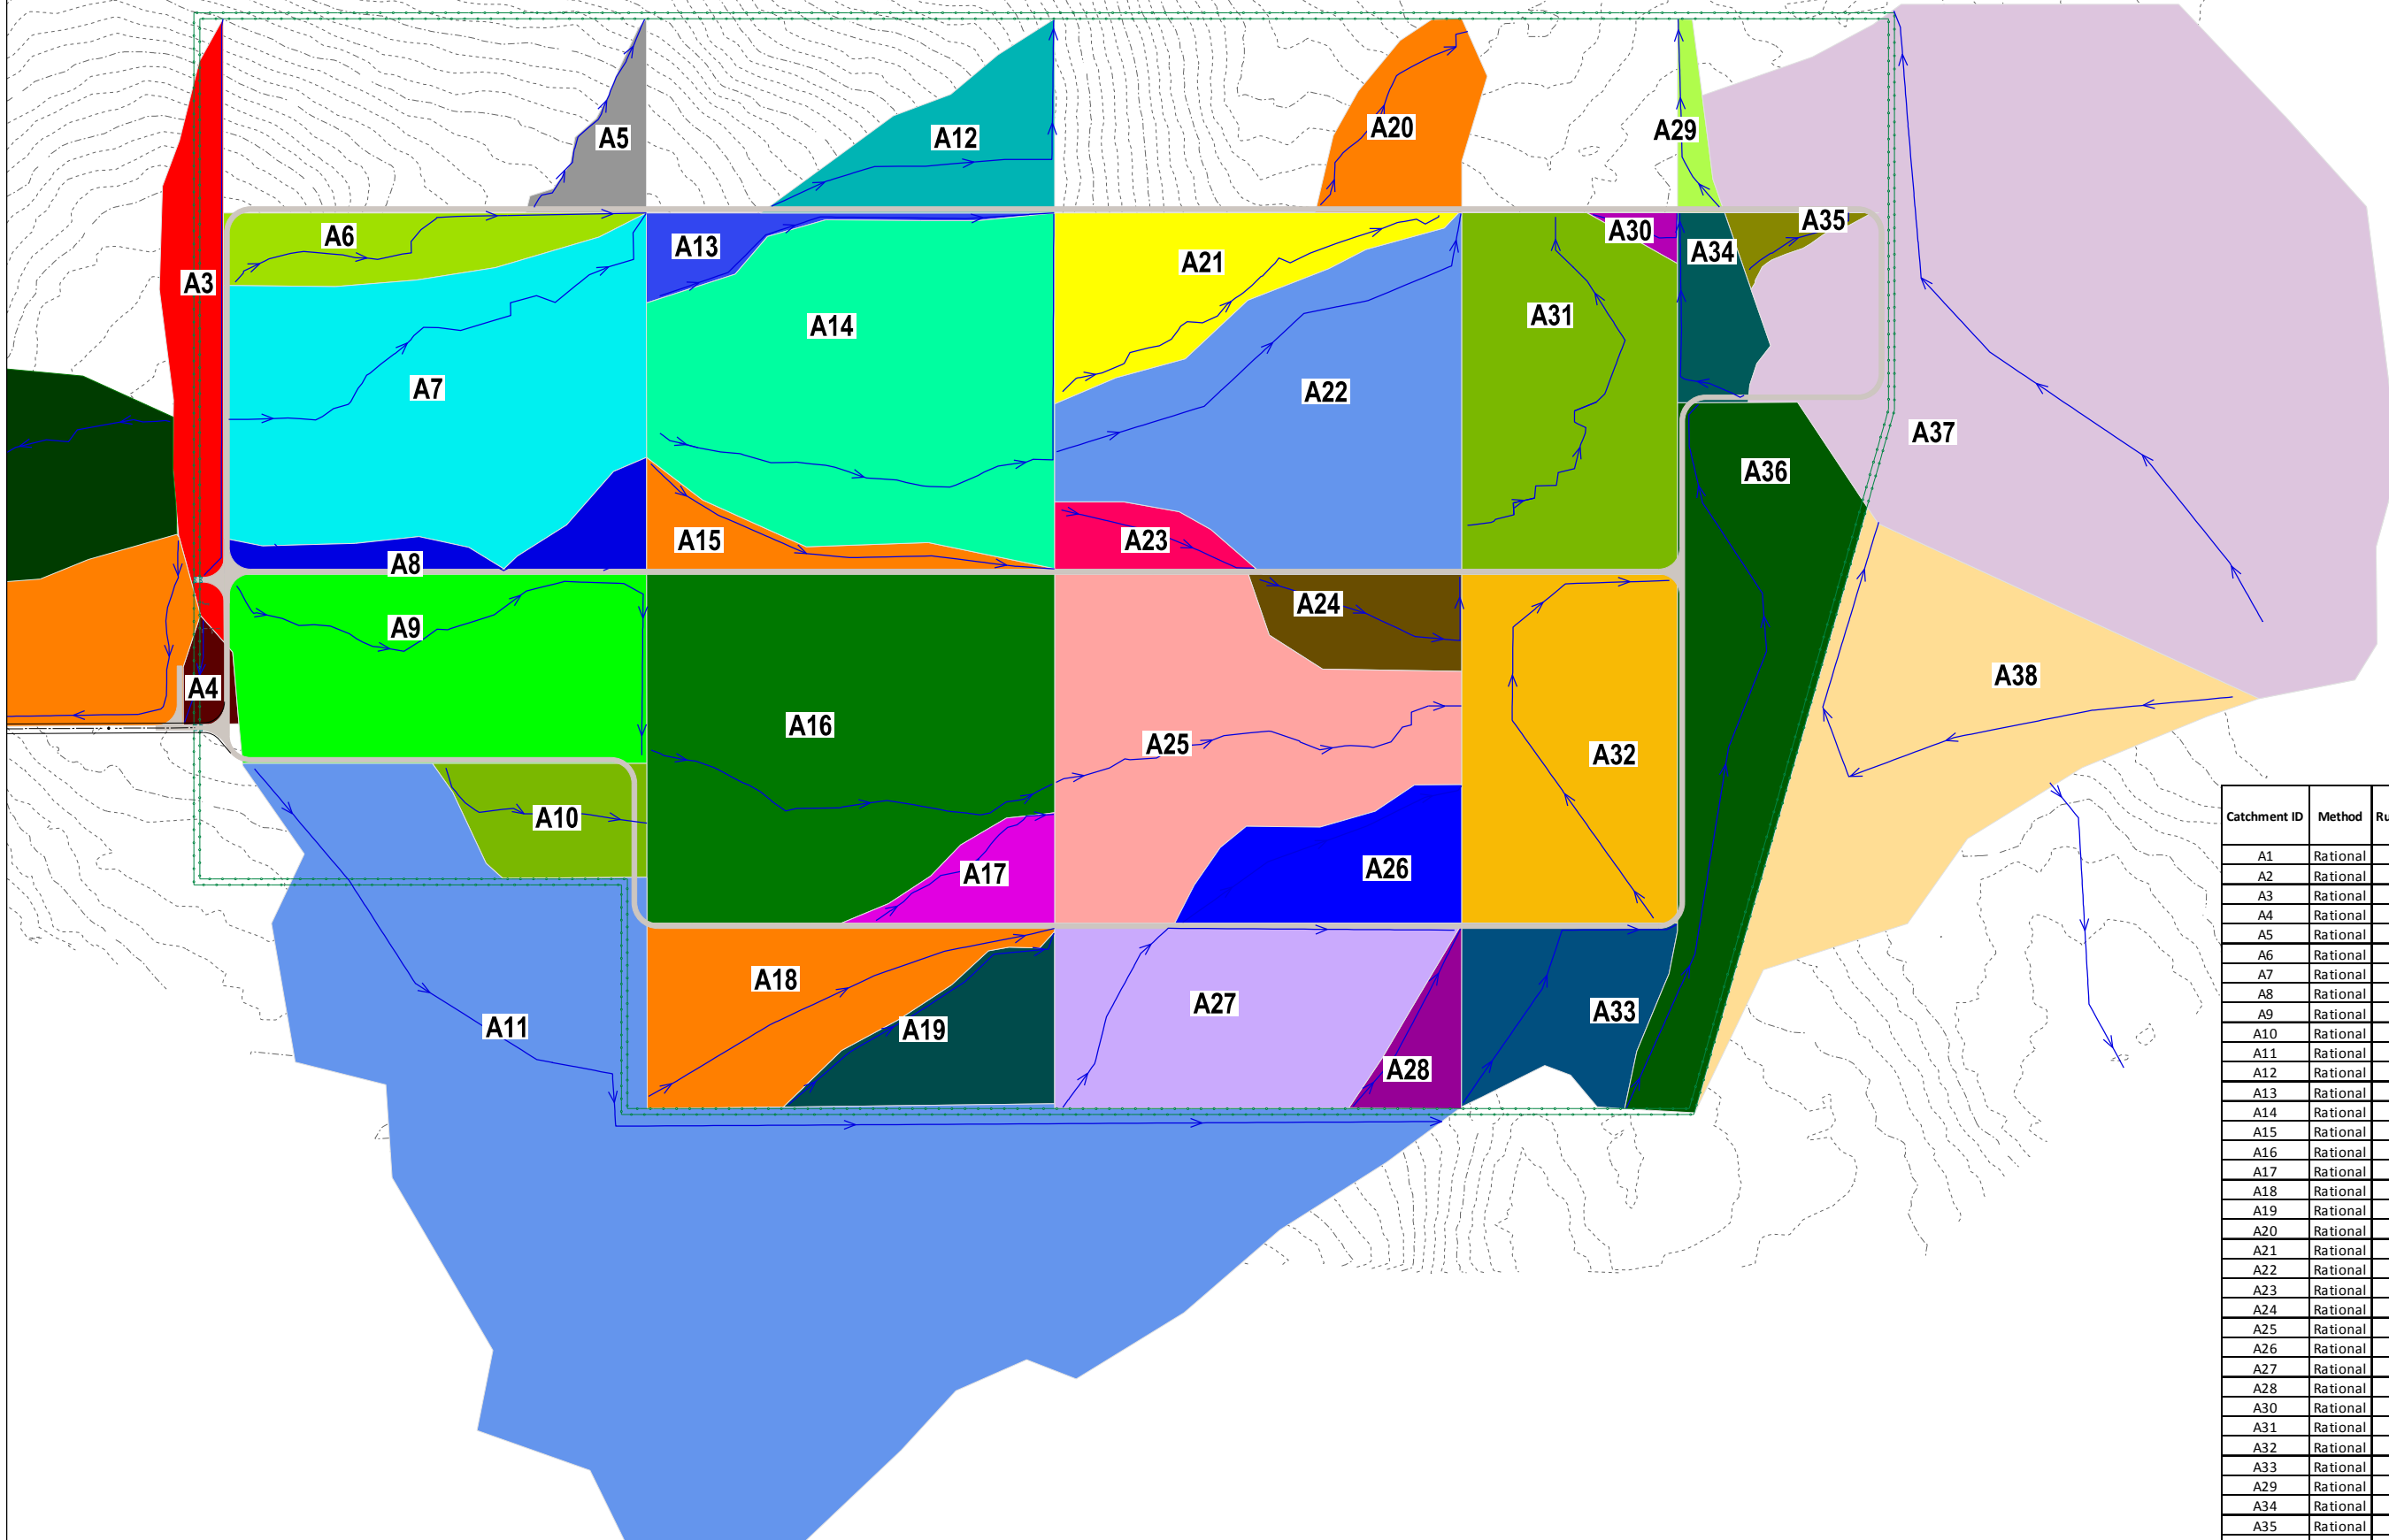 A5
A12
A20
A29
A35
A30
A6
A13
A21
A34
A3
A31
A14
A7
A22
A37
A36
A15
A23
A8
A24
A9
A38
A4
A16
A25
A32
A10
A26
A17
A18
A27
A33
A11
A19
A28
Catchment ID Method Ru
A1 Rational
A2 Rational
A3 Rational
A4 Rational
A5 Rational
A6 Rational
A7 Rational
A8 Rational
A9 Rational
A10 Rational
A11 Rational
A12 Rational
A13 Rational
A14 Rational
A15 Rational
A16 Rational
A17 Rational
A18 Rational
A19 Rational
A20 Rational
A21 Rational
A22 Rational
A23 Rational
A24 Rational
A25 Rational
A26 Rational
A27 Rational
A28 Rational
A30 Rational
A31 Rational
A32 Rational
A33 Rational
A29 Rational
A34 Rational
A35 Rational